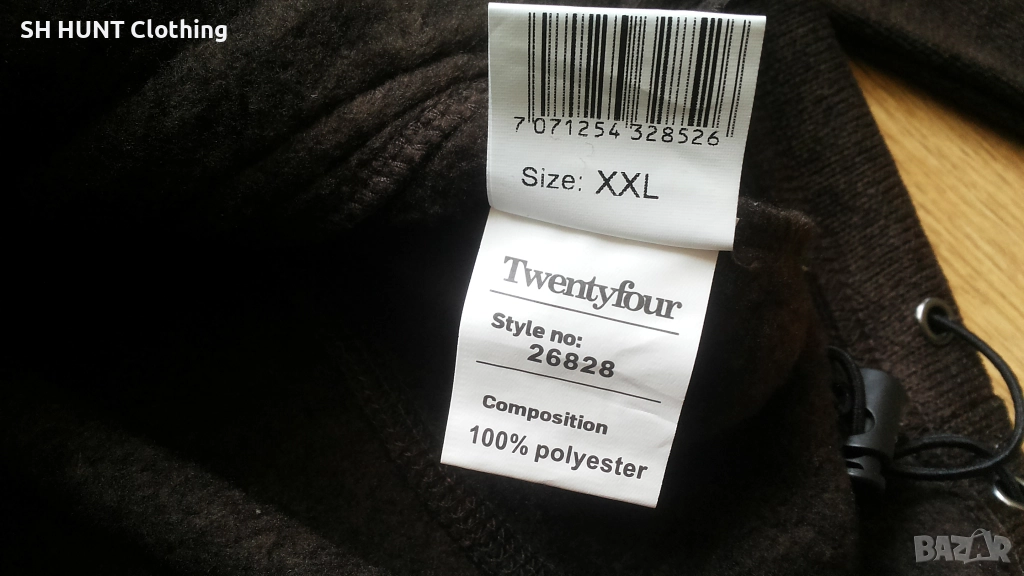 SH HUNT Clothing
7 071254 328526
Size: XXL
Twentyfour
Style no:
26828
Composition
100% polyester
BAZAR